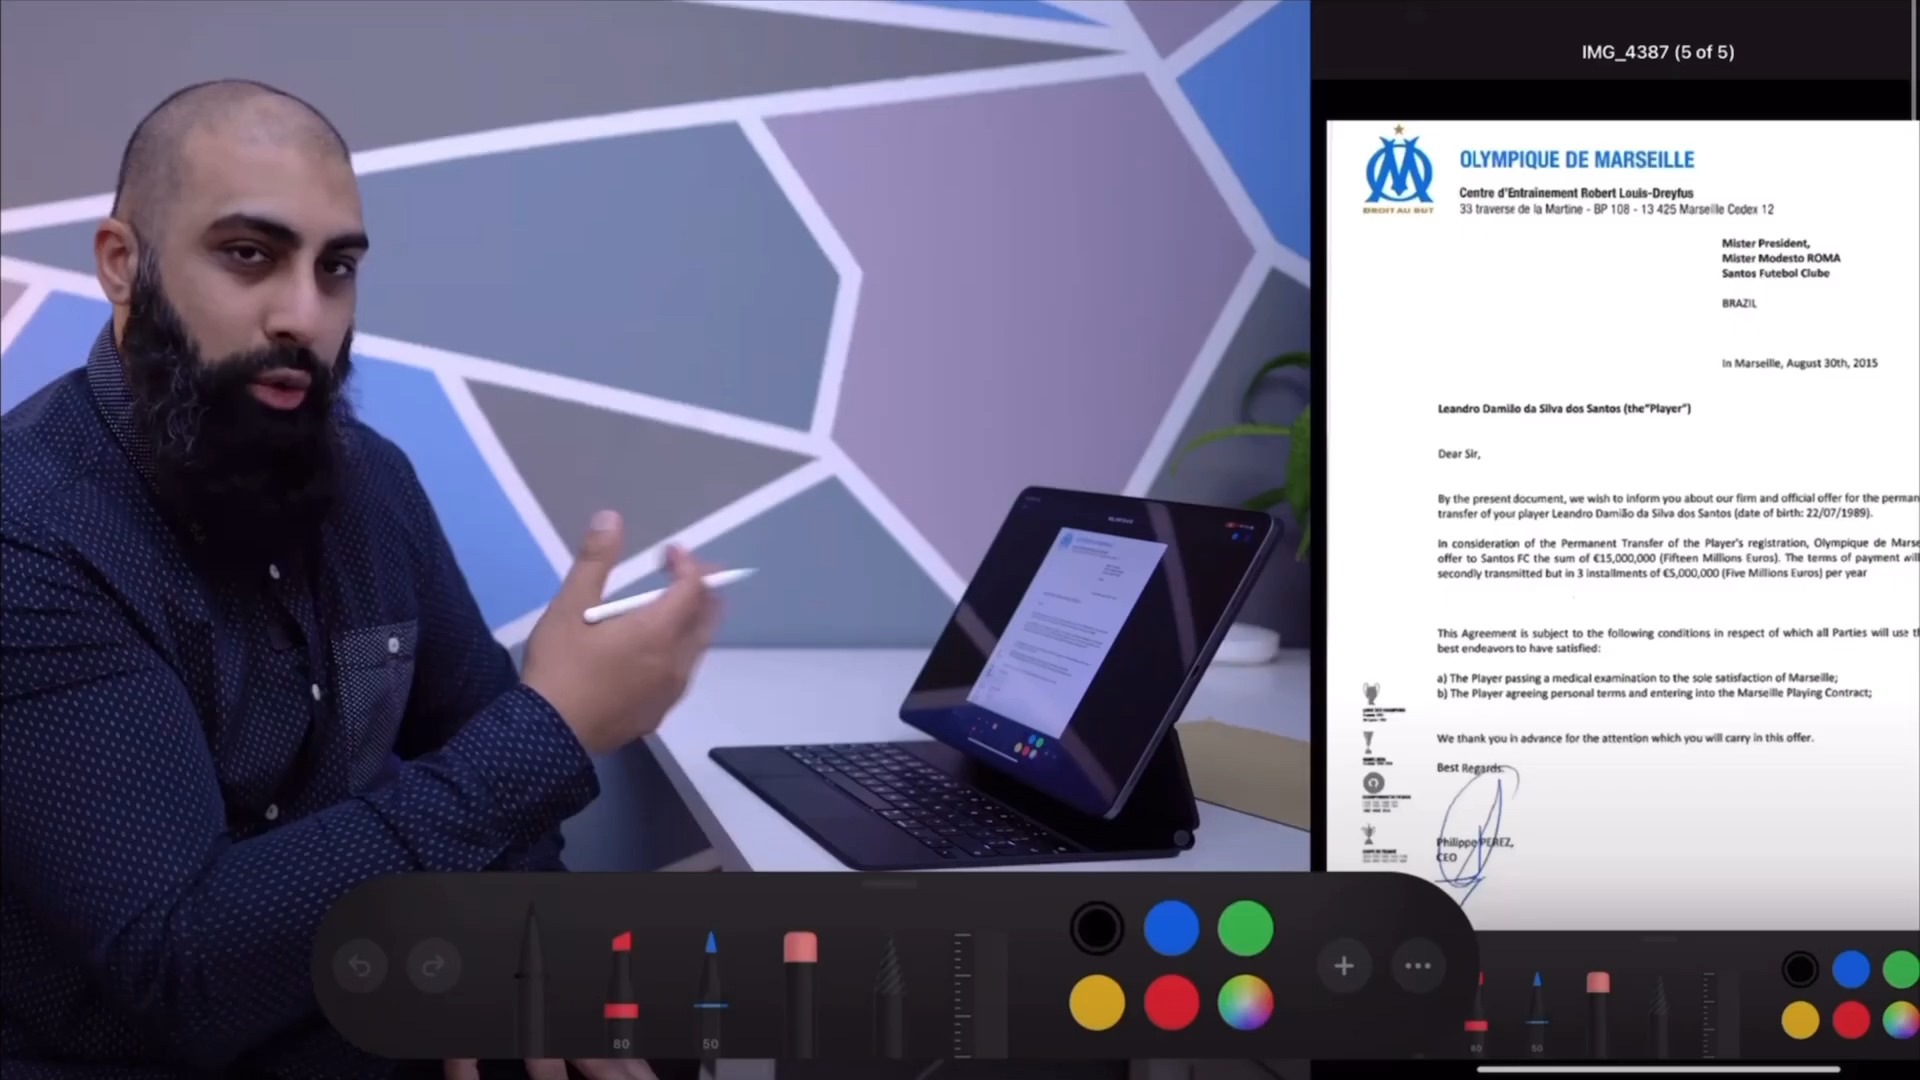 IMG_4387 (5 of 5)
OLYMPIQUE DE MARSEILLE
DROIT AU BUT
Centre d'Entrainement Robert Louis-Dreyfus
33 traverse de la Martine - BP 108 - 13 425 Marseille Cedex 12
Mister President,
Mister Modesto ROMA
Santos Futebol Clube
BRAZIL
In Marseille, August 30th, 2015
Leandro Damião da Silva dos Santos (the"Player")
Dear Sir,
By the present document, we wish to inform you about our firm and official offer for the perman
transfer of your player Leandro Damião da Silva dos Santos (date of birth: 22/07/1989).
In consideration of the Permanent Transfer of the Player's registration, Olympique de Marse
offer to Santos FC the sum of €15,000,000 (Fifteen Millions Euros). The terms of payment will
secondly transmitted but in 3 installments of €5,000,000 (Five Millions Euros) per year
This Agreement is subject to the following conditions in respect of which all Parties will use t
best endeavors to have satisfied:
a) The Player passing a medical examination to the sole satisfaction of Marseille;
b) The Player agreeing personal terms and entering into the Marseille Playing Contract;
We thank you in advance for the attention which you will carry in this offer.
Best Regards.
Philippe PEREZ,
CEO
80
50
80
50